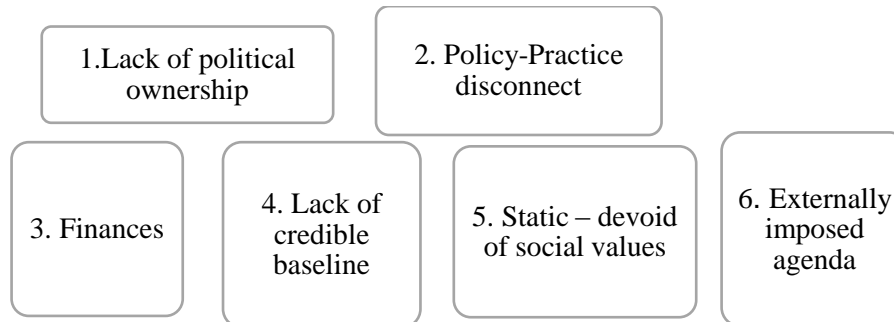 1.Lack of political
ownership
2. Policy-Practice
disconnect
3. Finances
4. Lack of
credible
baseline
5. Static – devoid
of social values
6. Externally
imposed
agenda